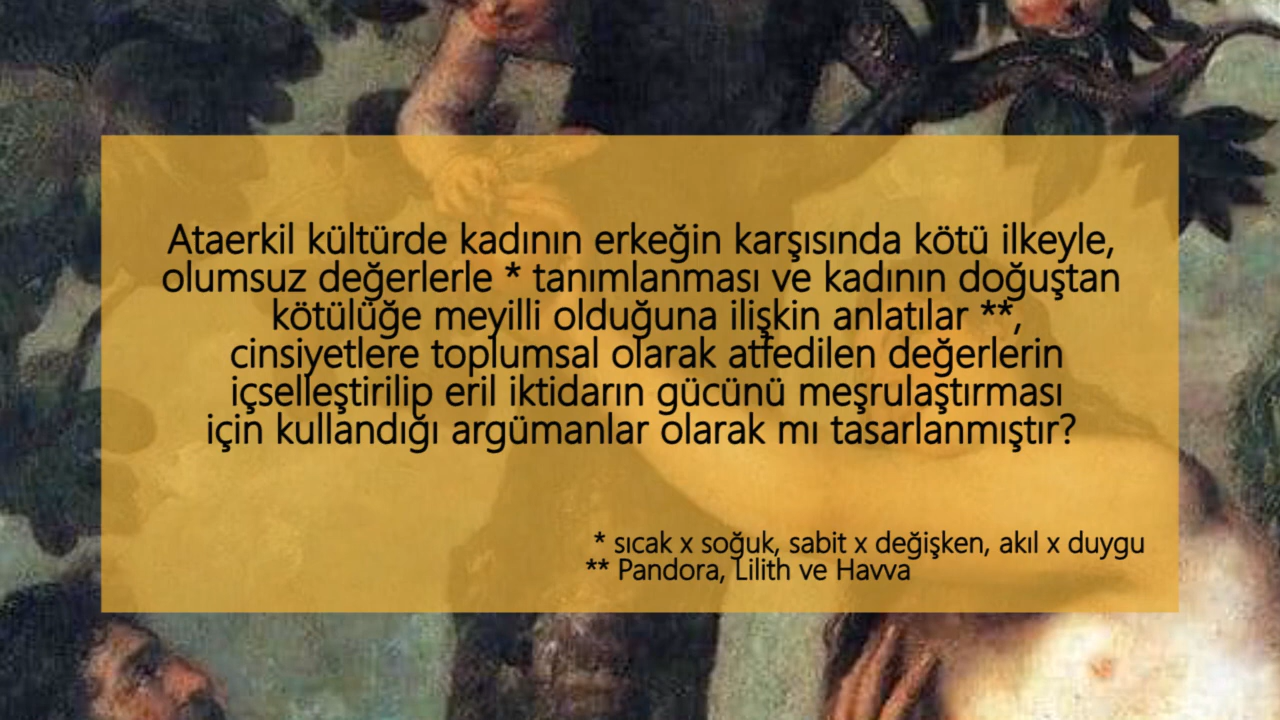 Ataerkil kültürde kadının erkeğin karşısında kötü ilkeyle,
olumsuz değerlerle * tanımlanması ve kadının doğuştan
kötülüğe meyilli olduğuna ilişkin anlatılar **,
cinsiyetlere toplumsal olarak atfedilen değerlerin
içselleştirilip eril iktidarın gücünü meşrulaştırması
için kullandığı argümanlar olarak mı tasarlanmıştır?
* sıcak x soğuk, sabit x değişken, akıl x duygu
** Pandora, Lilith ve Havva